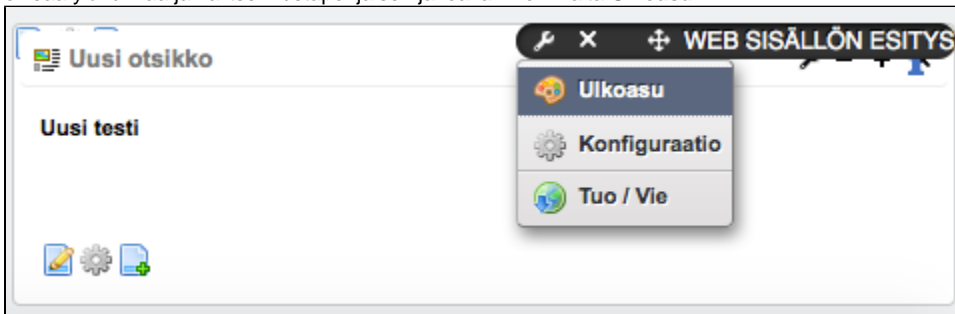 WEB SISÄLLÖN ESITYS
Uusi otsikko
Ulkoasu
Uusi testi
Konfiguraatio
Tuo / Vie